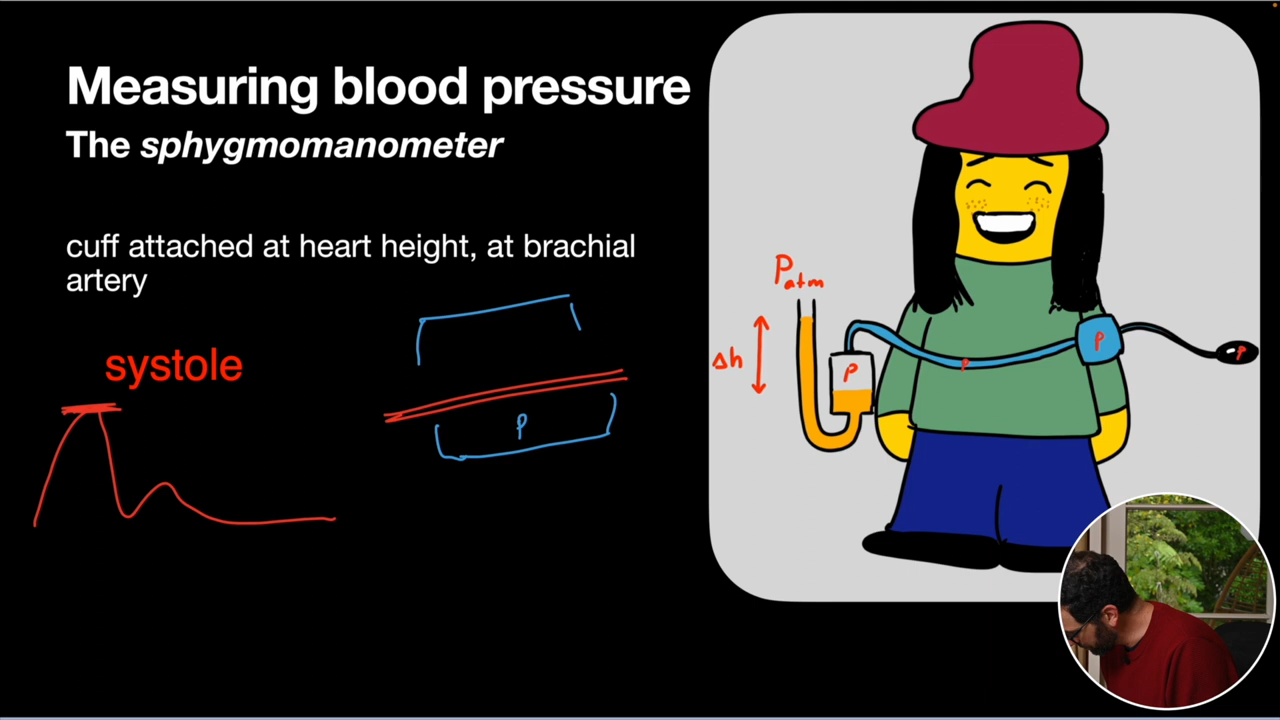 Measuring blood pressure
The sphygmomanometer
cuff attached at heart height, at brachial
artery
systole
P
Patm
Δh
P
P
P
P